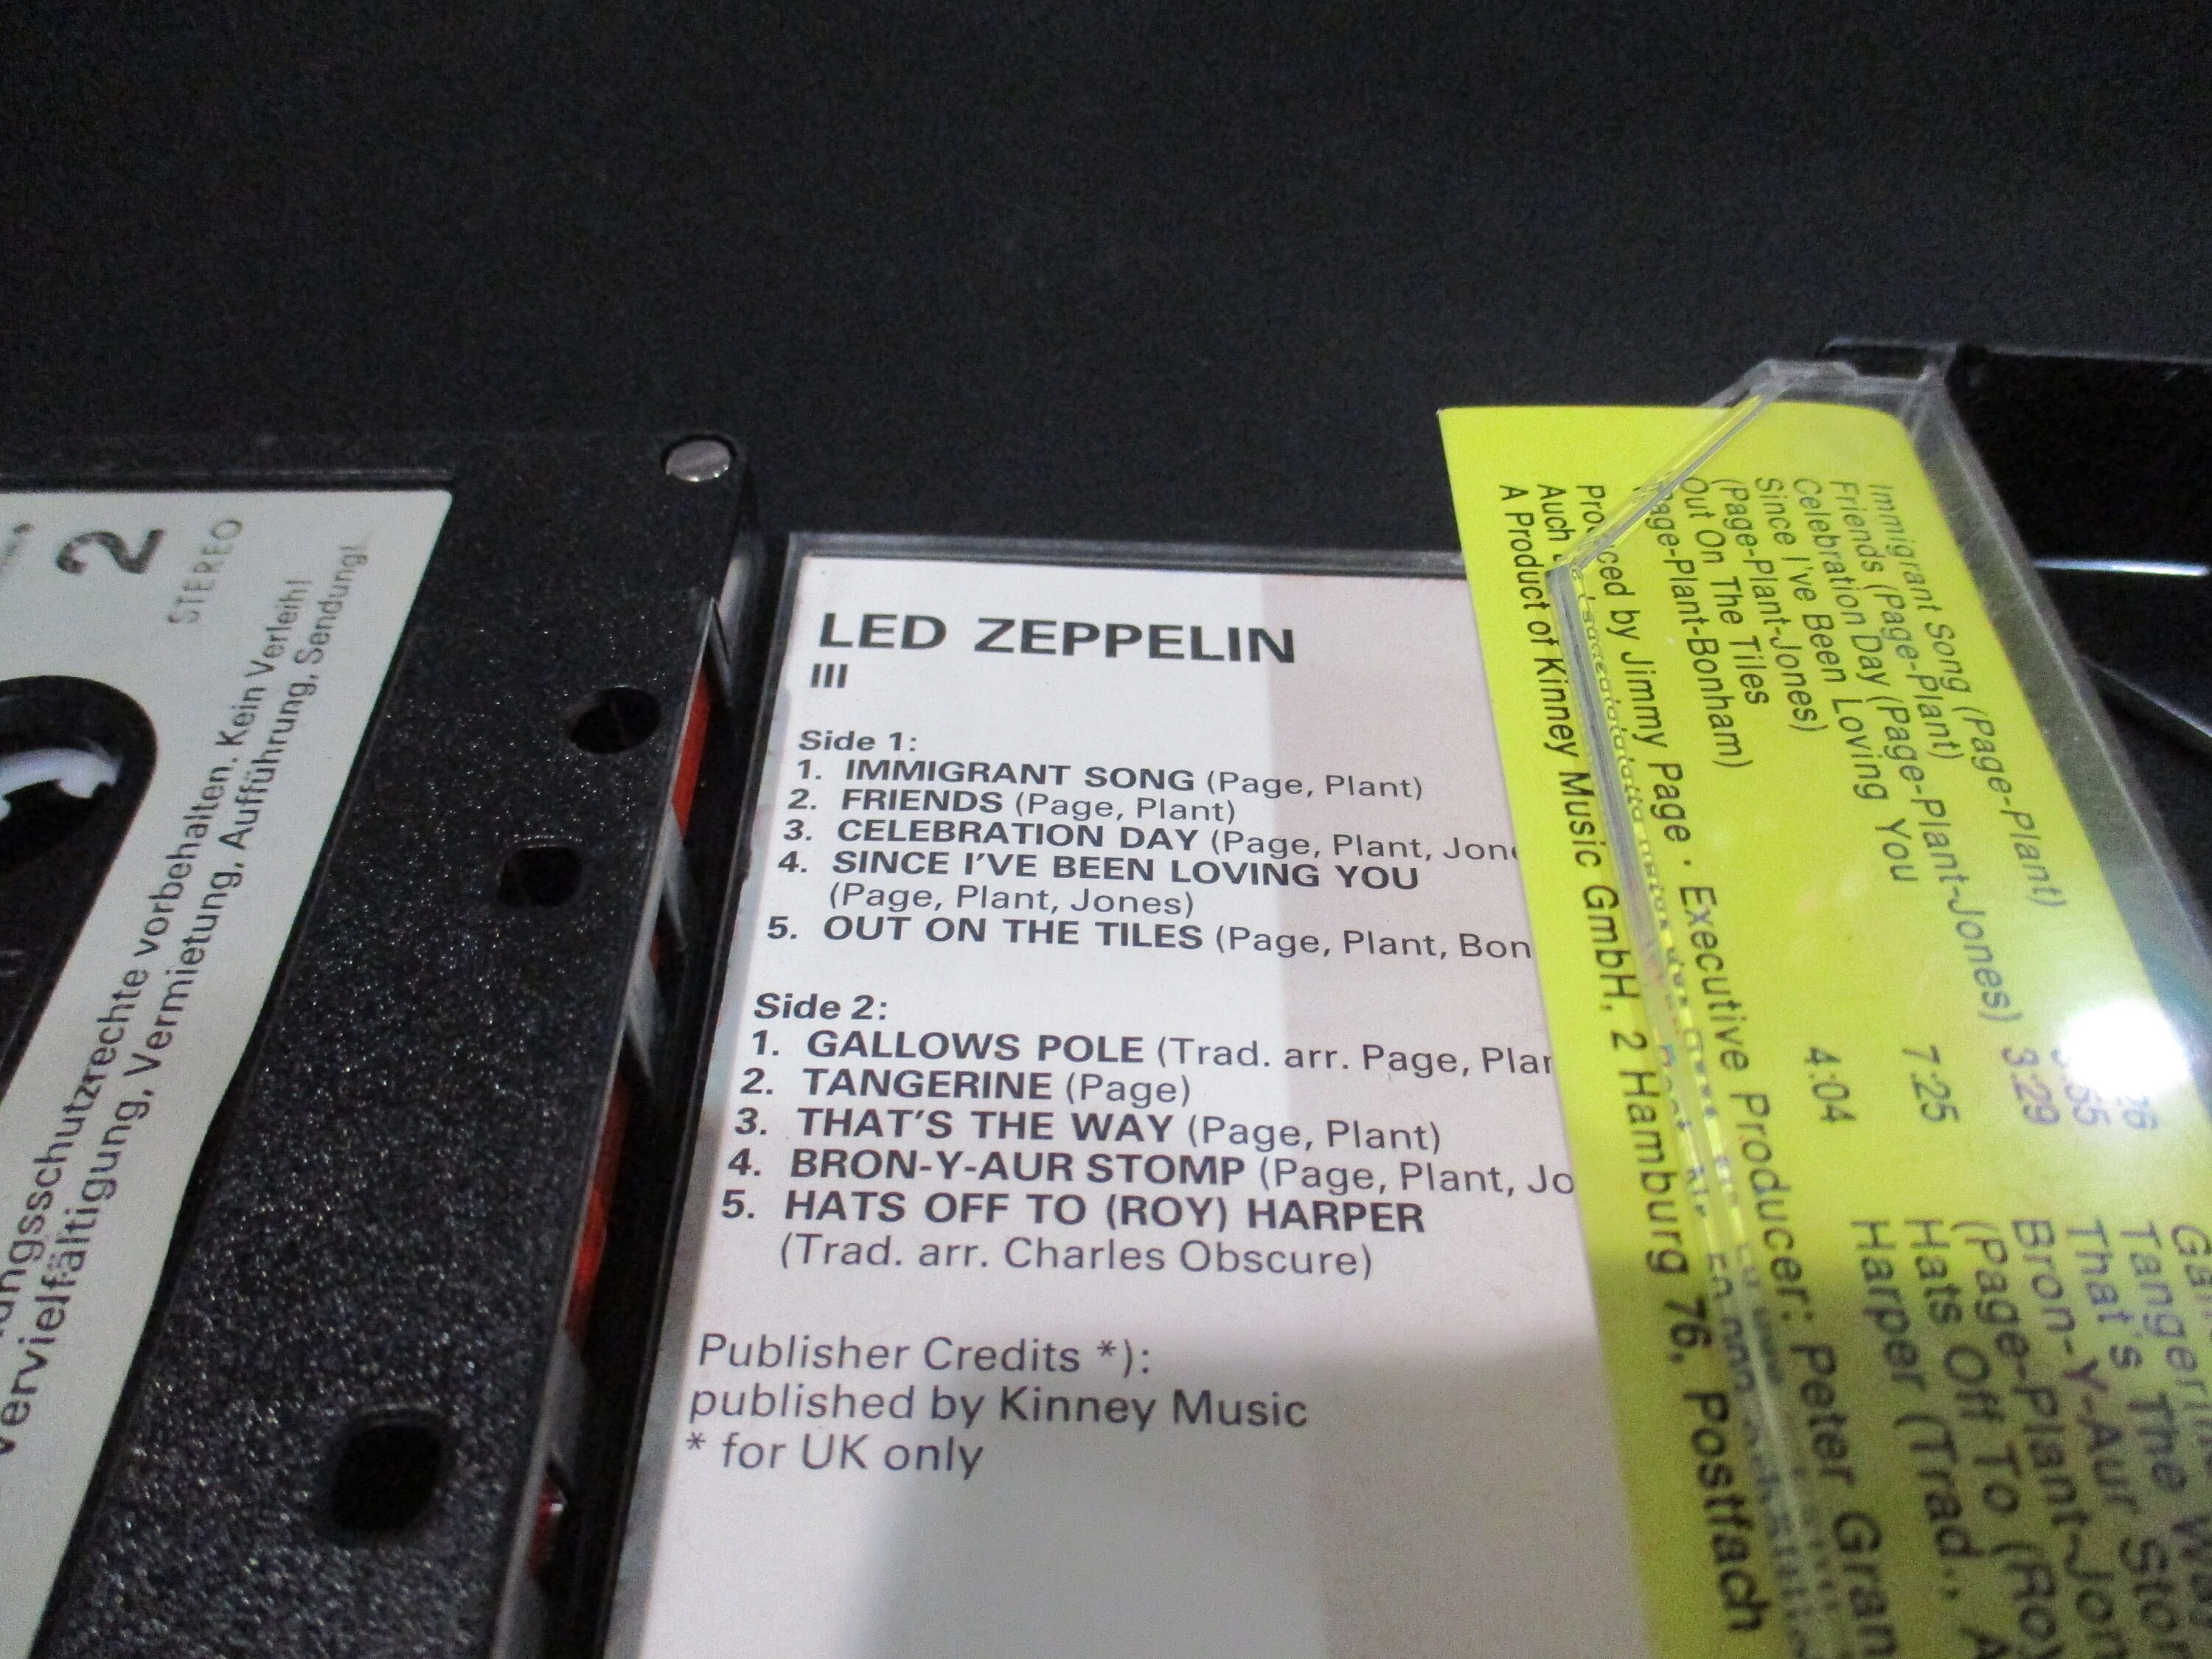 2
STEREO
vorbehalten. Kein Verleih!
Vervielfältigung, Vermietung, Aufführung, Sendung!
LED ZEPPELIN
III
Side 1:
1. IMMIGRANT SONG (Page, Plant)
2. FRIENDS (Page, Plant)
3. CELEBRATION DAY (Page, Plant, Jon
4. SINCE I'VE BEEN LOVING YOU
(Page, Plant, Jones)
5. OUT ON THE TILES (Page, Plant, Bon
Side 2:
1. GALLOWS POLE (Trad. arr. Page, Plan
2. TANGERINE (Page)
3. THAT'S THE WAY (Page, Plant)
4. BRON-Y-AUR STOMP (Page, Plant, Jo
5. HATS OFF TO (ROY) HARPER
(Trad. arr. Charles Obscure)
Publisher Credits *):
published by Kinney Music
* for UK only
Immigrant Song (Page-Plant)
Friends (Page-Plant)
Celebration Day (Page-Plant-Jones) 3:29
Since I've Been Loving You
(Page-Plant-Jones) 7:25
Out On The Tiles
(Page-Plant-Bonham) 4:04
Tangerine
That's The Wa
Bron-Y-Aur Stom
(Page-Plant-Jon
Hats Off To (Roy
Harper (Trad.,
Produced by Jimmy Page · Executive Producer: Peter Gran
Auch
A Product of Kinney Music GmbH, 2 Hamburg 76, Postfach